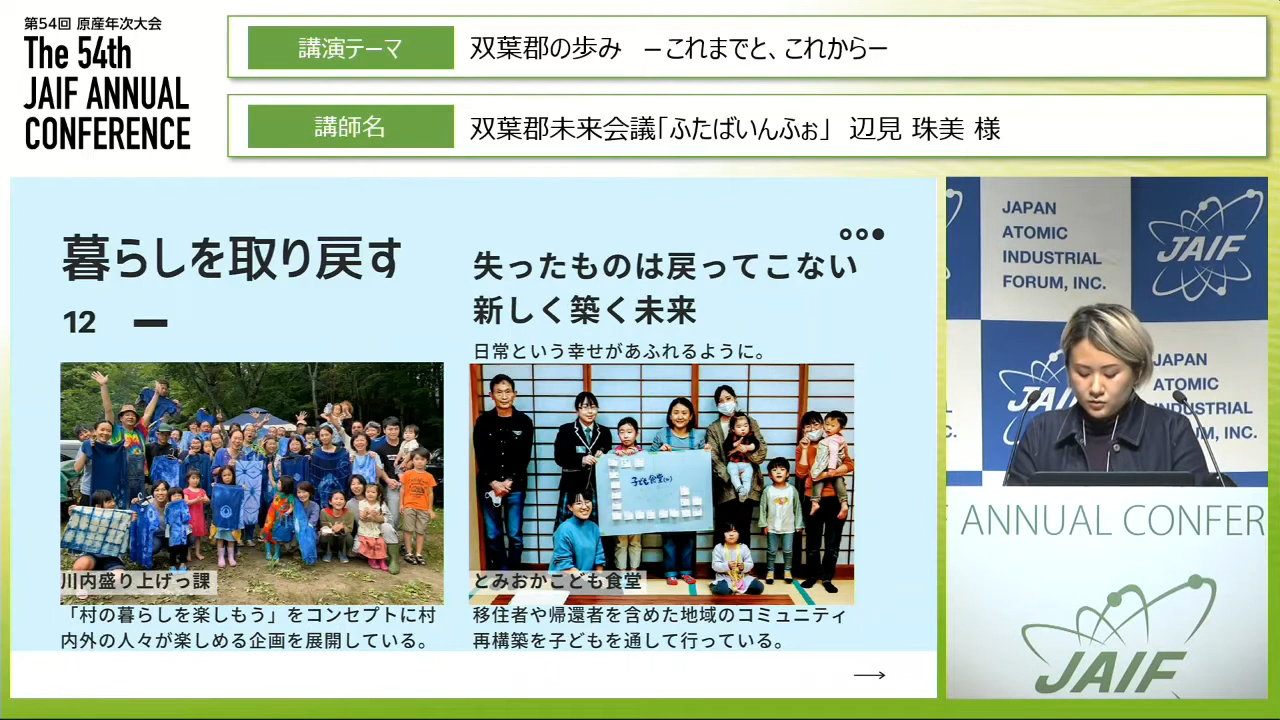 第54回 原産年次大会
The 54th
JAIF ANNUAL
CONFERENCE
講演テーマ
双葉郡の歩み －これまでと、これからー
講師名
双葉郡未来会議「ふたばいんふぉ」 辺見 珠美 様
暮らしを取り戻す
12
失ったものは戻ってこない
新しく築く未来
日常という幸せがあふれるように。
子ども食堂
川内盛り上げっ課
「村の暮らしを楽しもう」をコンセプトに村
内外の人々が楽しめる企画を展開している。
とみおかこども食堂
移住者や帰還者を含めた地域のコミュニティ
再構築を子どもを通して行っている。
JAPAN
ATOMIC
INDUSTRIAL
FORUM, INC.
JAIF
JAIF
JAPAN
ATOMIC
INDUSTRIAL
UM, INC.
C.
ANNUAL CONFER
JAIF